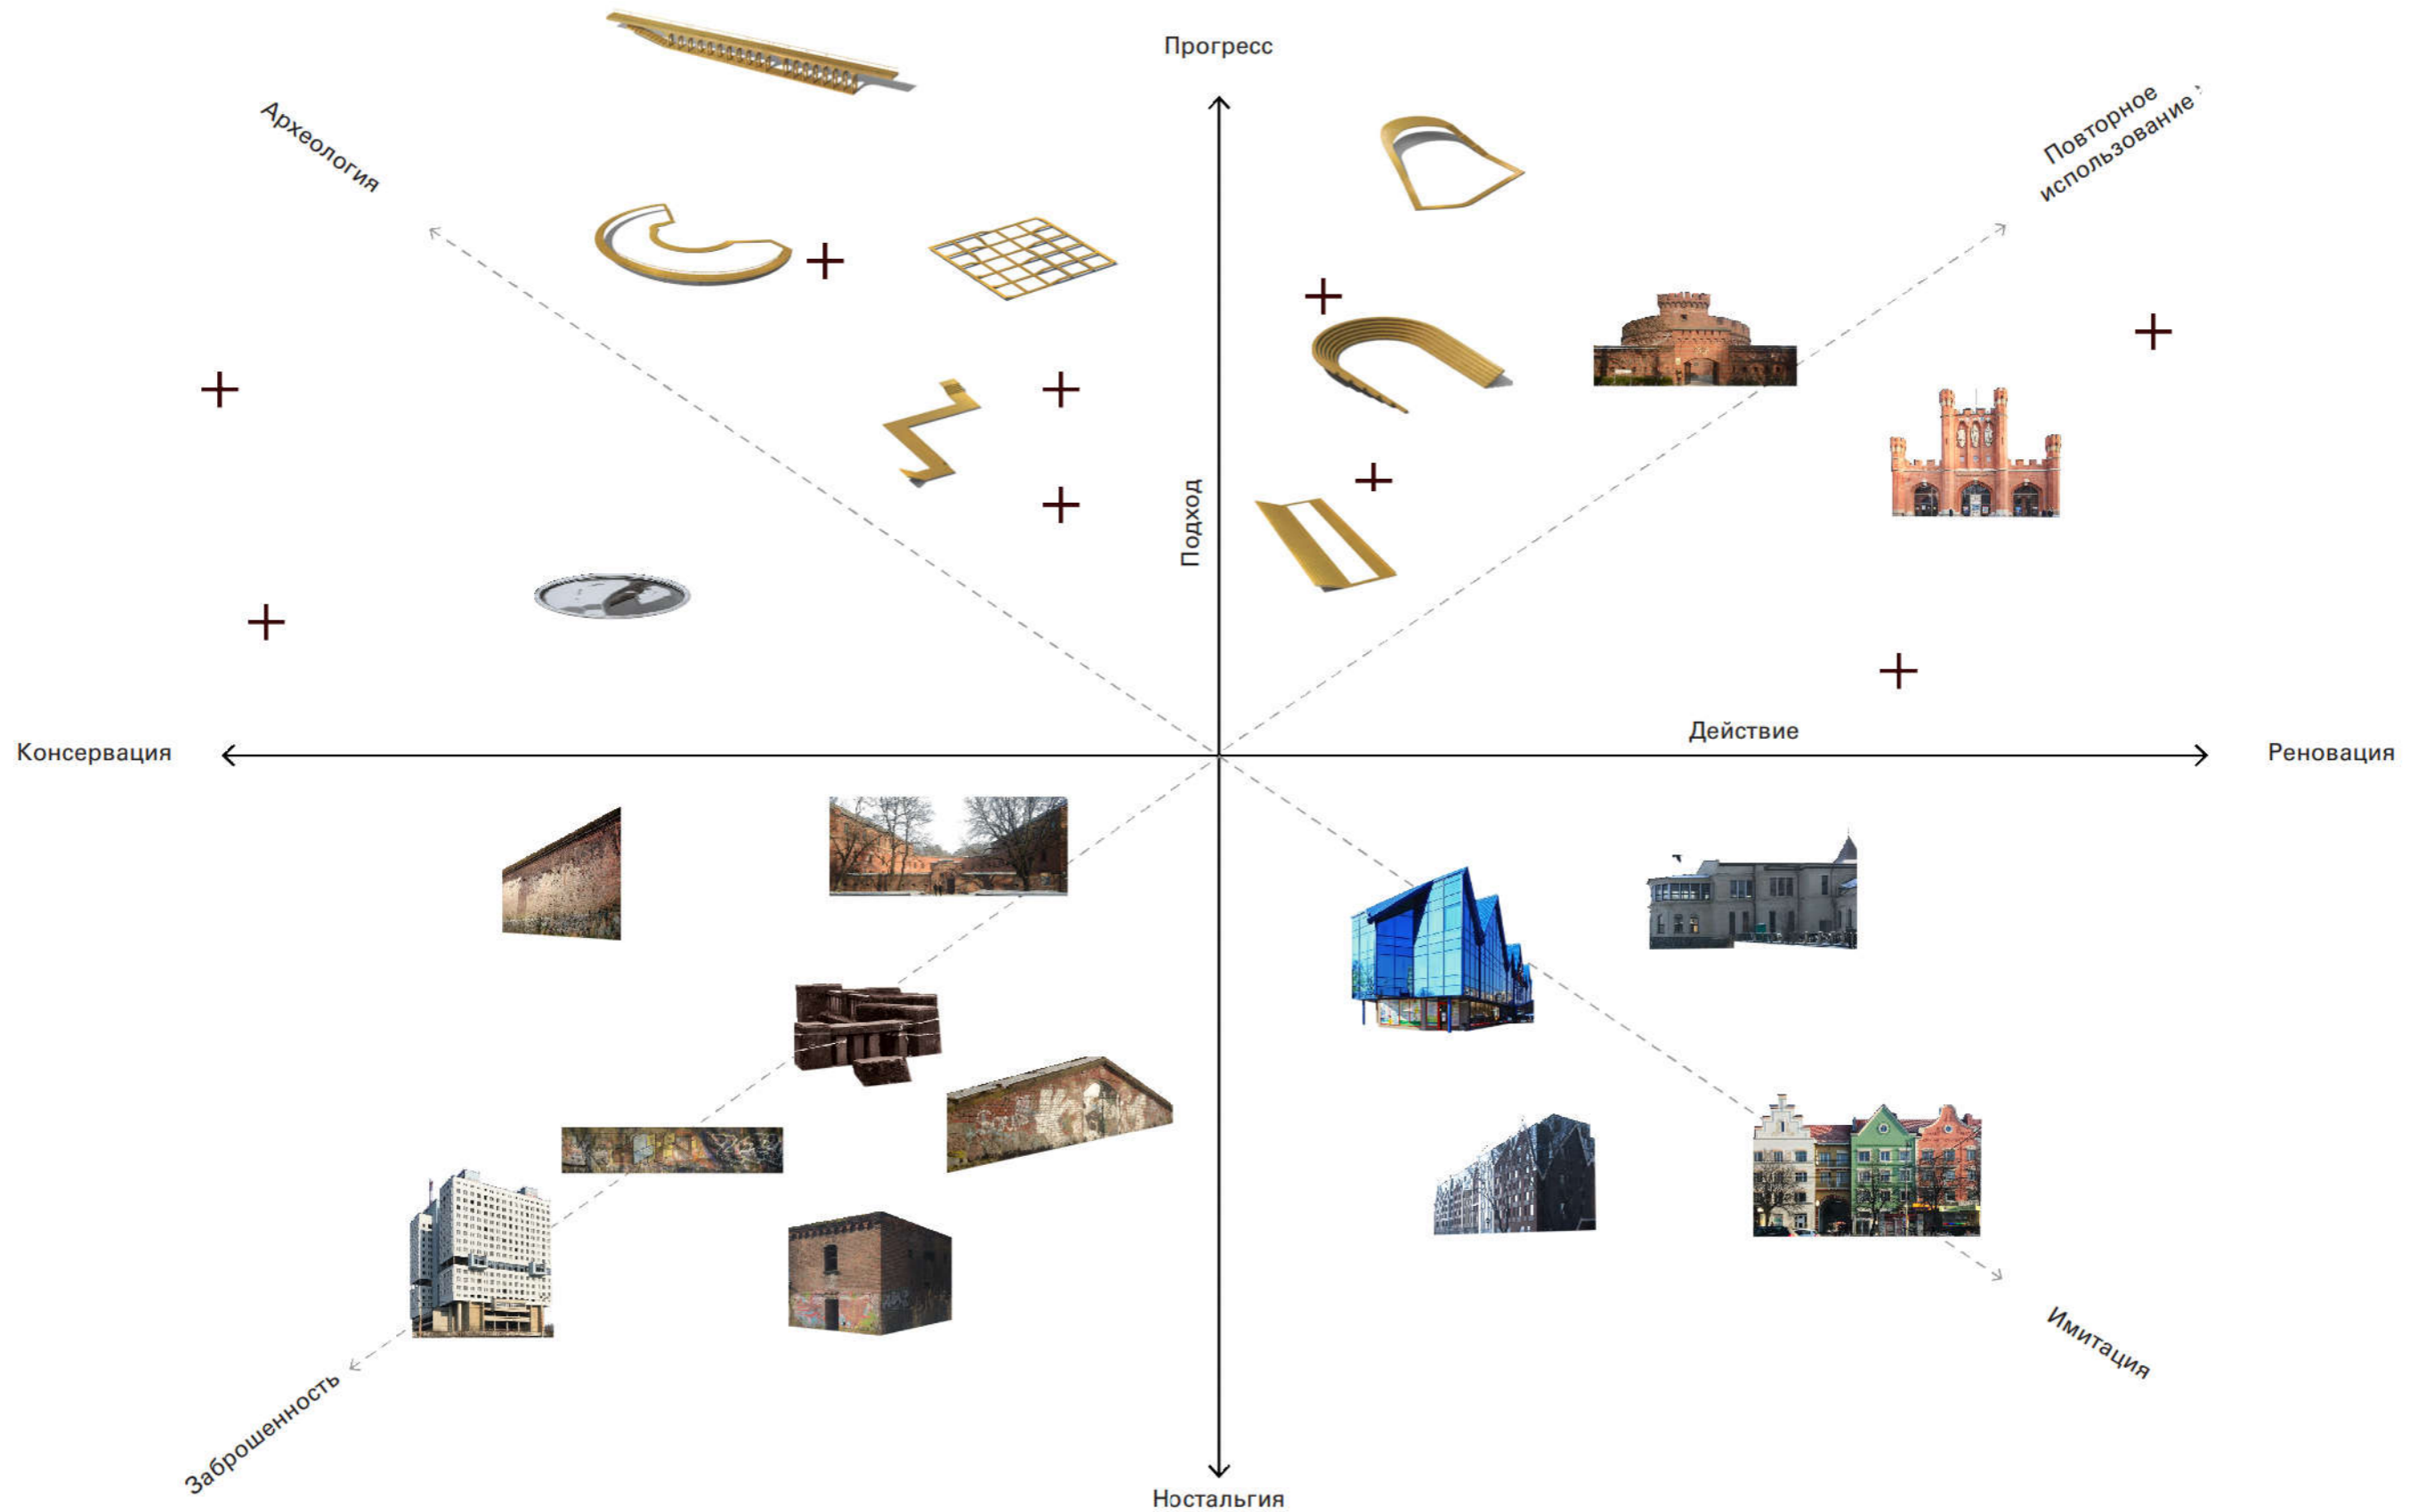 Прогресс
Археология
Повторное
использование
Подход
Действие
Консервация
Реновация
Имитация
Заброшенность
Ностальгия